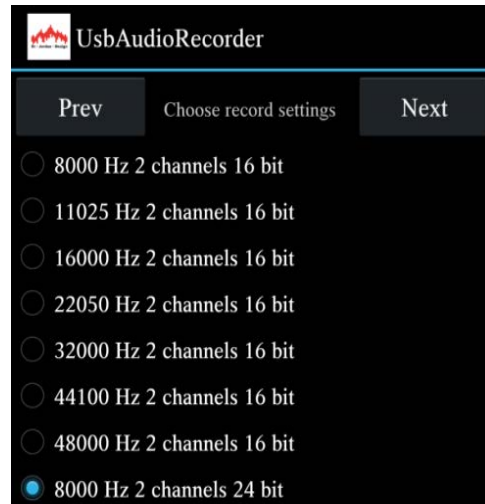 UsbAudioRecorder
Prev Choose record settings Next
8000 Hz 2 channels 16 bit
11025 Hz 2 channels 16 bit
16000 Hz 2 channels 16 bit
22050 Hz 2 channels 16 bit
32000 Hz 2 channels 16 bit
44100 Hz 2 channels 16 bit
48000 Hz 2 channels 16 bit
8000 Hz 2 channels 24 bit